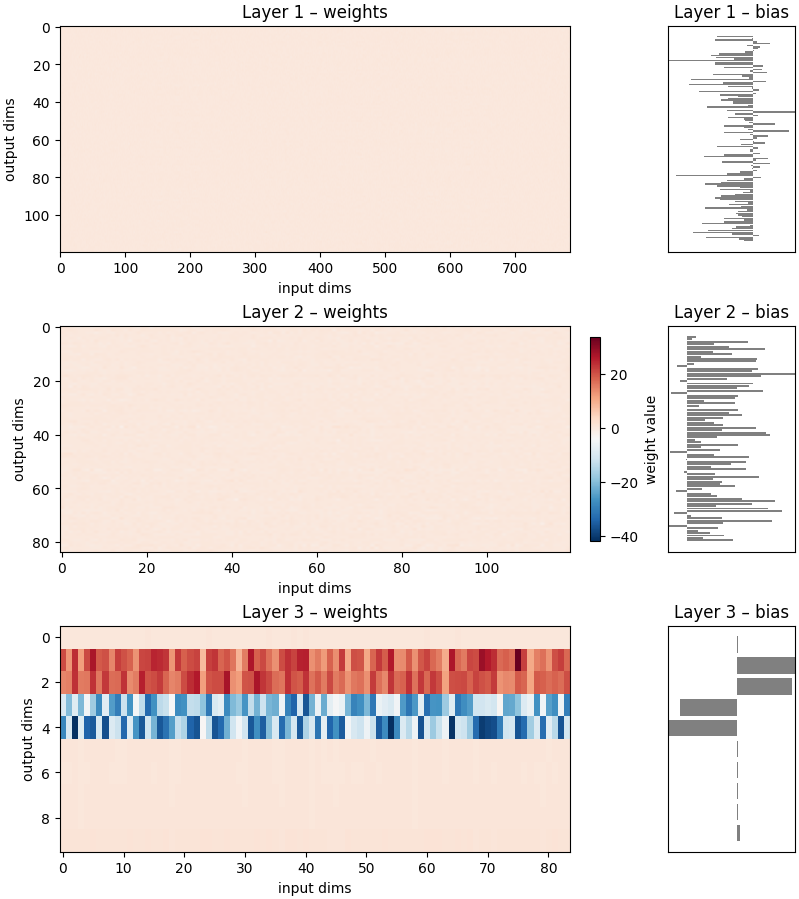 Layer 1 – weights
Layer 1 – bias
0
20
40
60
80
100
output dims
0 100 200 300 400 500 600 700
input dims
Layer 2 – weights
Layer 2 – bias
0
20
40
60
80
output dims
0 20 40 60 80 100
input dims
20
0
−20
−40
weight value
Layer 3 – weights
Layer 3 – bias
0
2
4
6
8
output dims
0 10 20 30 40 50 60 70 80
input dims